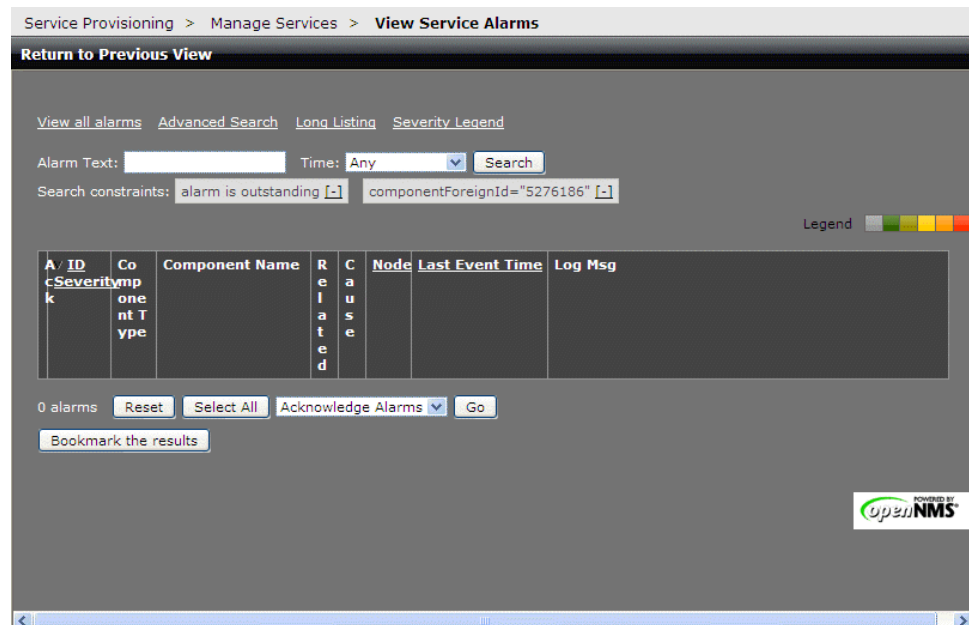 Service Provisioning > Manage Services > View Service Alarms
Return to Previous View
View all alarms Advanced Search Long Listing Severity Legend
Alarm Text: Time: Any Search
Search constraints: alarm is outstanding [-] componentForeignId="5276186" [-]
Legend
Ack ID Severity Component Type Component Name Related Cause Node Last Event Time Log Msg
0 alarms Reset Select All Acknowledge Alarms Go
Bookmark the results
POWERED BY
openNMS